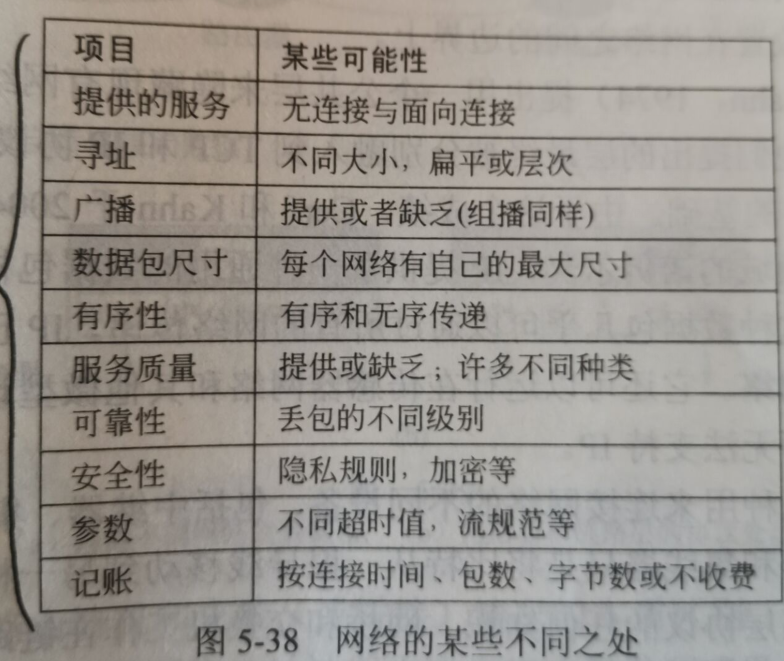 项目 某些可能性
提供的服务 无连接与面向连接
寻址 不同大小，扁平或层次
广播 提供或者缺乏(组播同样)
数据包尺寸 每个网络有自己的最大尺寸
有序性 有序和无序传递
服务质量 提供或缺乏；许多不同种类
可靠性 丢包的不同级别
安全性 隐私规则，加密等
参数 不同超时值，流规范等
记账 按连接时间、包数、字节数或不收费
图 5-38 网络的某些不同之处